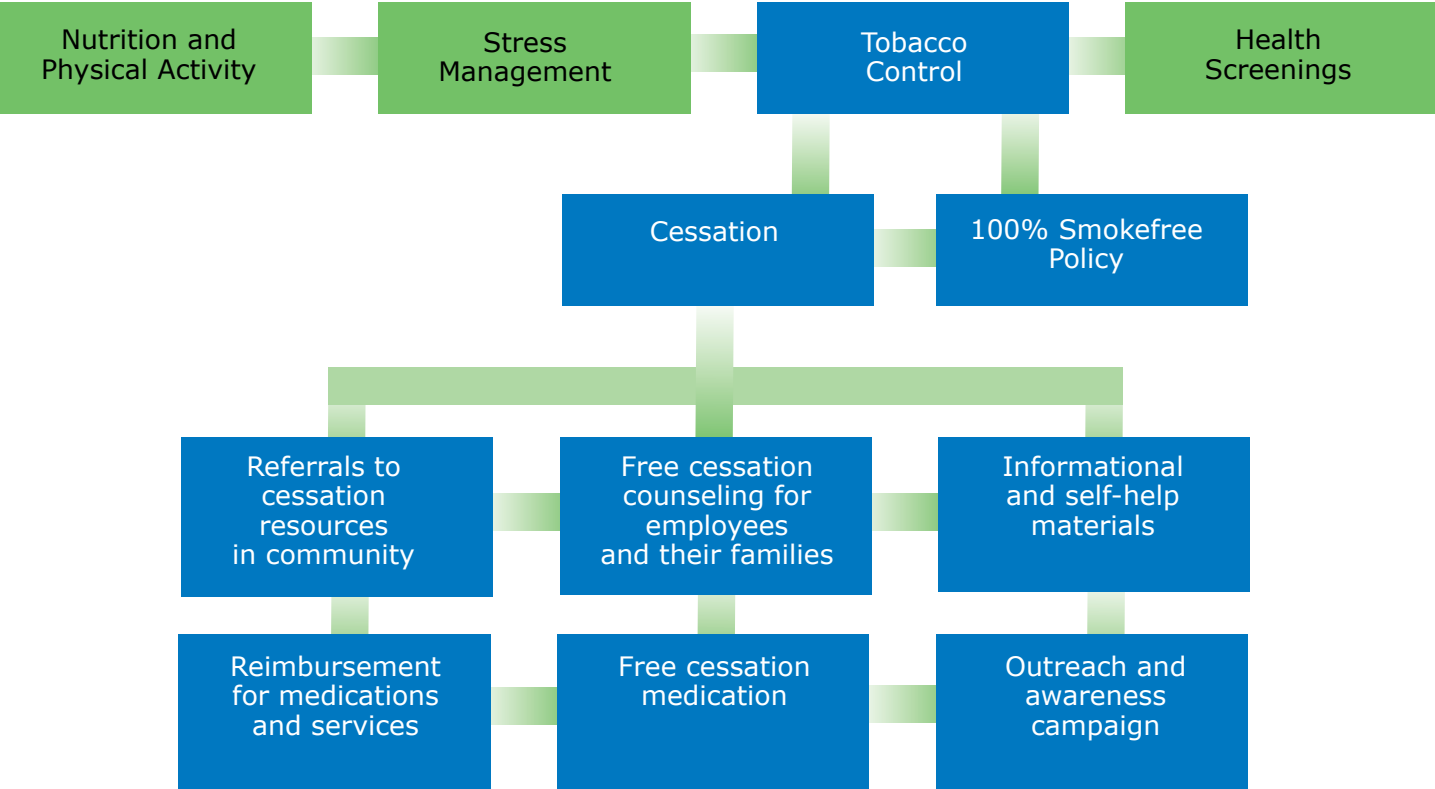 Nutrition and
Physical Activity
Stress
Management
Tobacco
Control
Health
Screenings
Cessation
100% Smokefree
Policy
Referrals to
cessation
resources
in community
Free cessation
counseling for
employees
and their families
Informational
and self-help
materials
Reimbursement
for medications
and services
Free cessation
medication
Outreach and
awareness
campaign